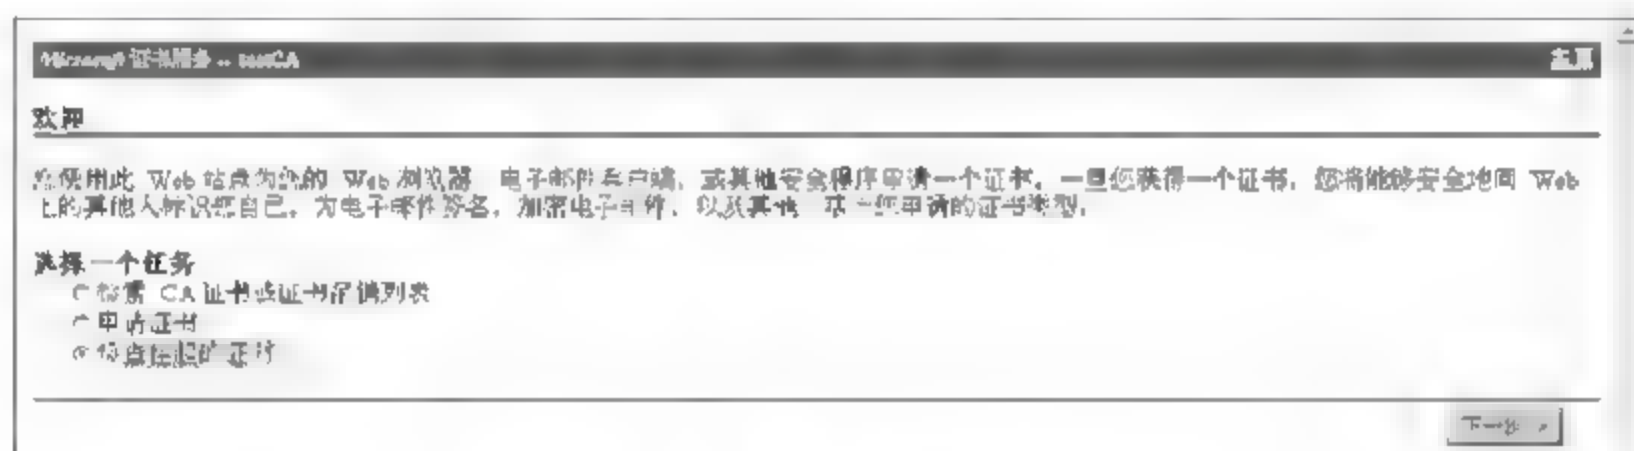 Microsoft 证书服务 -- testCA 主页
欢迎
您使用此 Web 站点为您的 Web 浏览器，电子邮件客户端，或其他安全程序申请一个证书。一旦您获得一个证书，您将能够安全地向 Web
上的其他人标识您自己，为电子邮件签名，加密电子邮件，以及其他 您申请的证书类型。
选择一个任务
检索 CA 证书或证书吊销列表
申请证书
检查挂起的证书
下一步 >